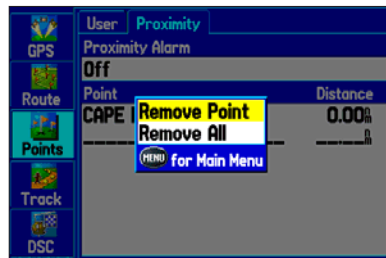 User Proximity
GPS
Proximity Alarm
Off
Route
Point Distance
CAPE 0.00
Remove Point
Remove All
MENU for Main Menu
Points
Track
DSC